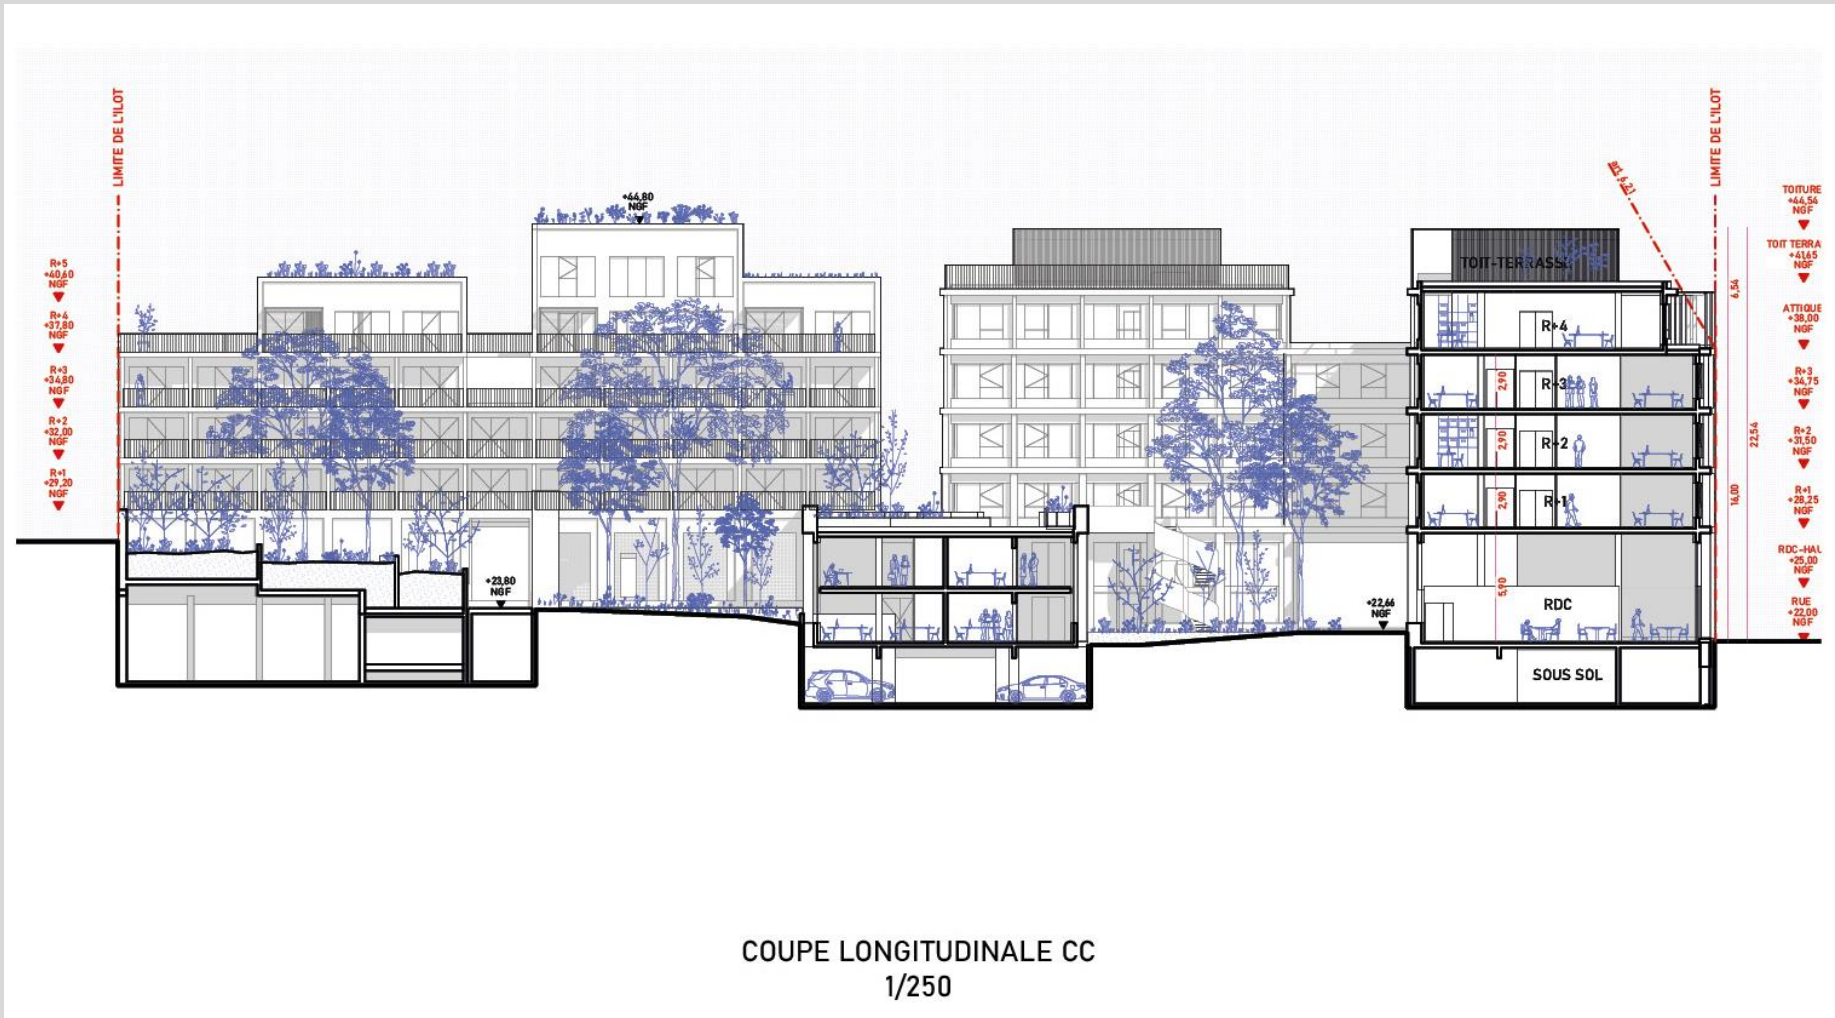 LIMITE DE L'ILOT
R+5
+40,60
NGF
R+4
+37,80
NGF
R+3
+34,80
NGF
R+2
+32,00
NGF
R+1
+29,20
NGF
+44,80
NGF
+23,80
NGF
+22,66
NGF
TOIT-TERRASSE
R+4
R+3
R+2
R+1
RDC
SOUS SOL
2,90
2,90
2,90
5,90
art. 6.2.1
LIMITE DE L'ILOT
6,54
16,00
22,54
TOITURE
+44,54
NGF
TOIT TERRA
+41,65
NGF
ATTIQUE
+38,00
NGF
R+3
+34,75
NGF
R+2
+31,50
NGF
R+1
+28,25
NGF
RDC-HAU
+25,00
NGF
RUE
+22,00
NGF
COUPE LONGITUDINALE CC
1/250